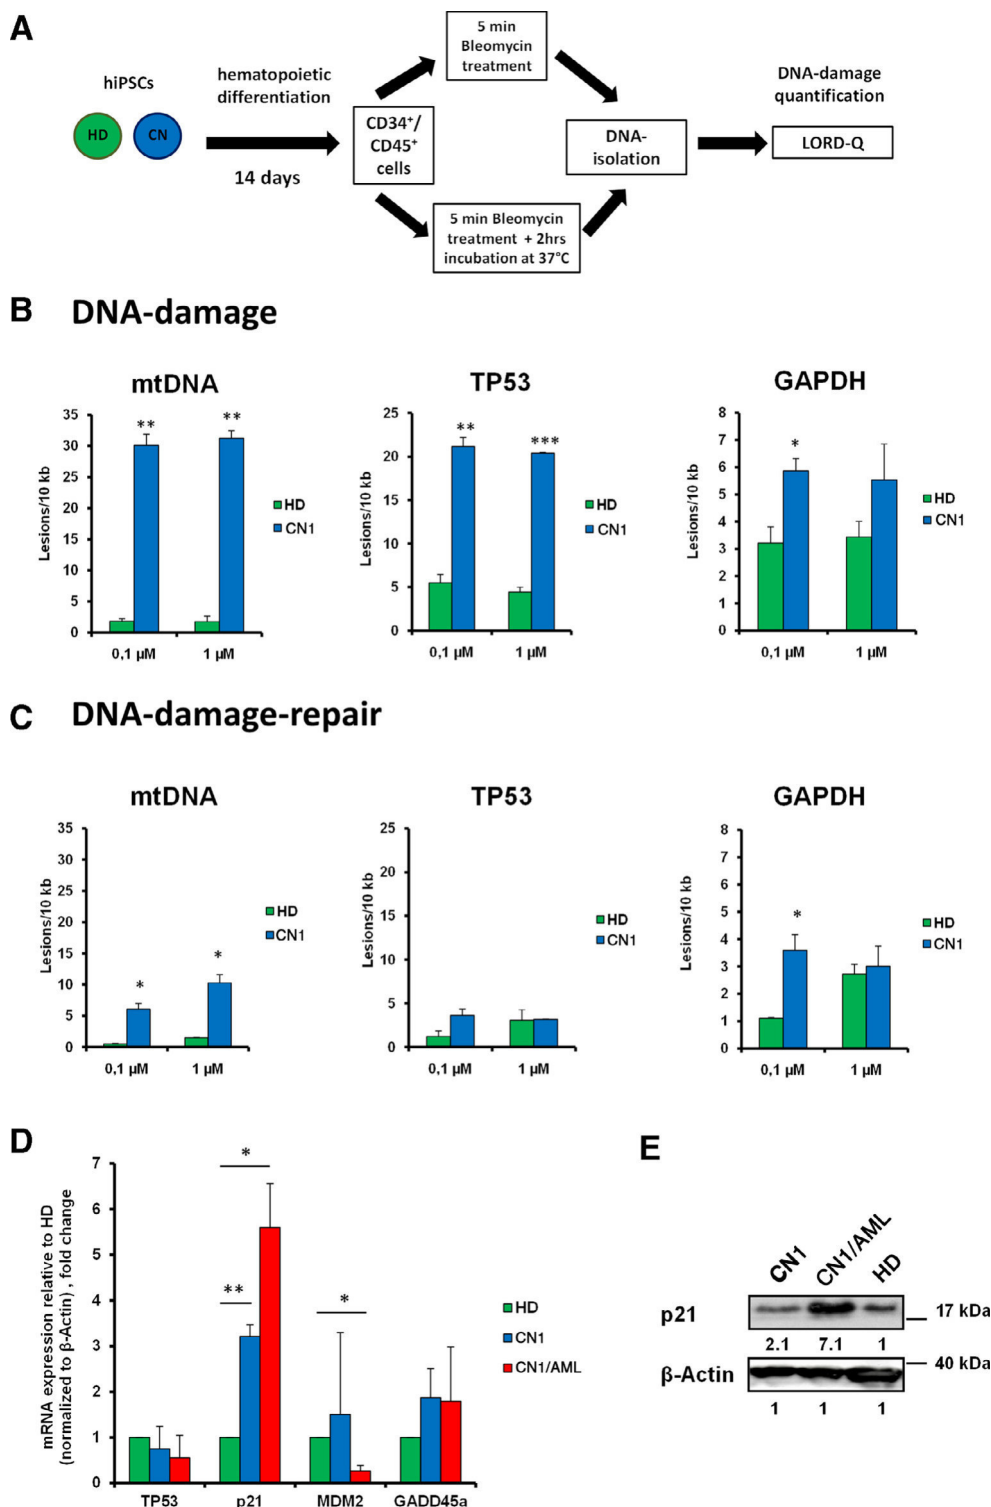 A
hiPSCs
HD
CN
hematopoietic
differentiation
14 days
CD34⁺/
CD45⁺
cells
5 min
Bleomycin
treatment
5 min Bleomycin
treatment + 2hrs
incubation at 37°C
DNA-
isolation
DNA-damage
quantification
LORD-Q
B DNA-damage
mtDNA
Lesions/10 kb
35
30
25
20
15
10
5
0
**
**
0,1 µM
1 µM
HD
CN1
TP53
Lesions/10 kb
25
20
15
10
5
0
**
***
0,1 µM
1 µM
HD
CN1
GAPDH
Lesions/10 kb
8
7
6
5
4
3
2
1
0
*
0,1 µM
1 µM
HD
CN1
C DNA-damage-repair
mtDNA
Lesions/10 kb
35
30
25
20
15
10
5
0
*
*
0,1 µM
1 µM
HD
CN1
TP53
Lesions/10 kb
25
20
15
10
5
0
0,1 µM
1 µM
HD
CN1
GAPDH
Lesions/10 kb
8
7
6
5
4
3
2
1
0
*
0,1 µM
1 µM
HD
CN1
D
mRNA expression relative to HD
(normalized to β-Actin) , fold change
7
6
5
4
3
2
1
0
*
**
*
TP53
p21
MDM2
GADD45a
HD
CN1
CN1/AML
E
CN1
CN1/AML
HD
p21
17 kDa
2.1
7.1
1
β-Actin
40 kDa
1
1
1